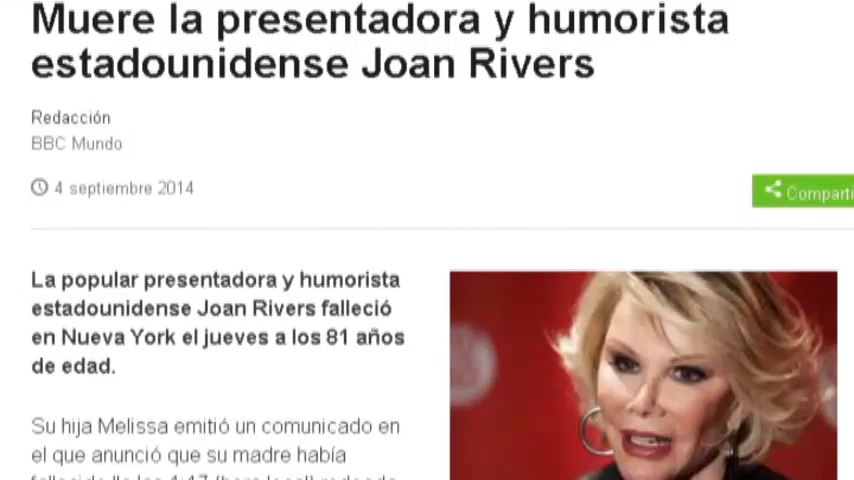 Muere la presentadora y humorista
estadounidense Joan Rivers
Redacción
BBC Mundo
4 septiembre 2014
Comparti
La popular presentadora y humorista
estadounidense Joan Rivers falleció
en Nueva York el jueves a los 81 años
de edad.
Su hija Melissa emitió un comunicado en
el que anunció que su madre había